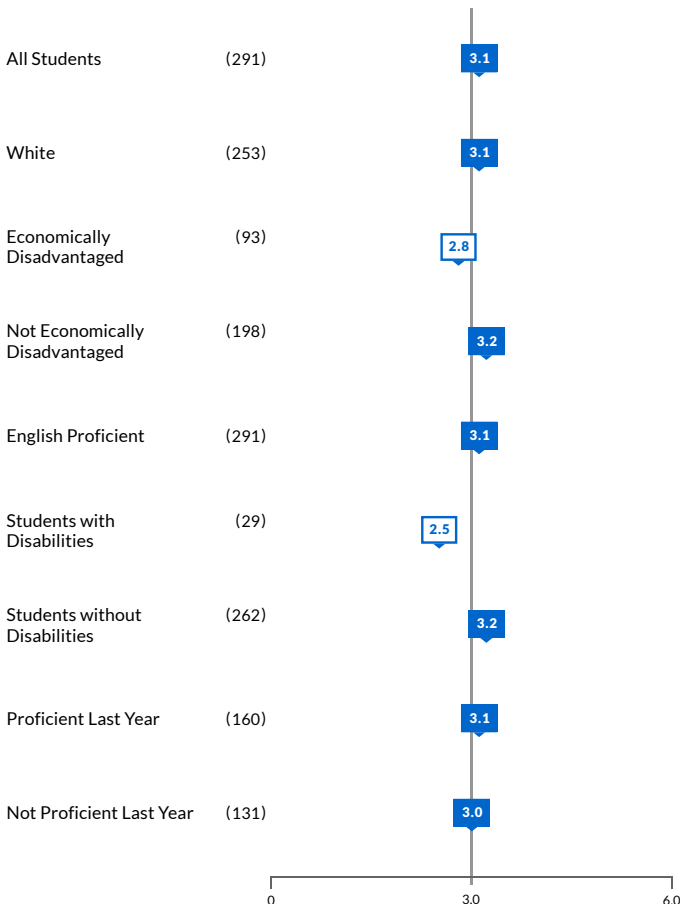 All Students (291) 3.1
White (253) 3.1
Economically (93)
Disadvantaged 2.8
Not Economically (198)
Disadvantaged 3.2
English Proficient (291) 3.1
Students with (29)
Disabilities 2.5
Students without (262)
Disabilities 3.2
Proficient Last Year (160) 3.1
Not Proficient Last Year (131) 3.0
0 3.0 6.0